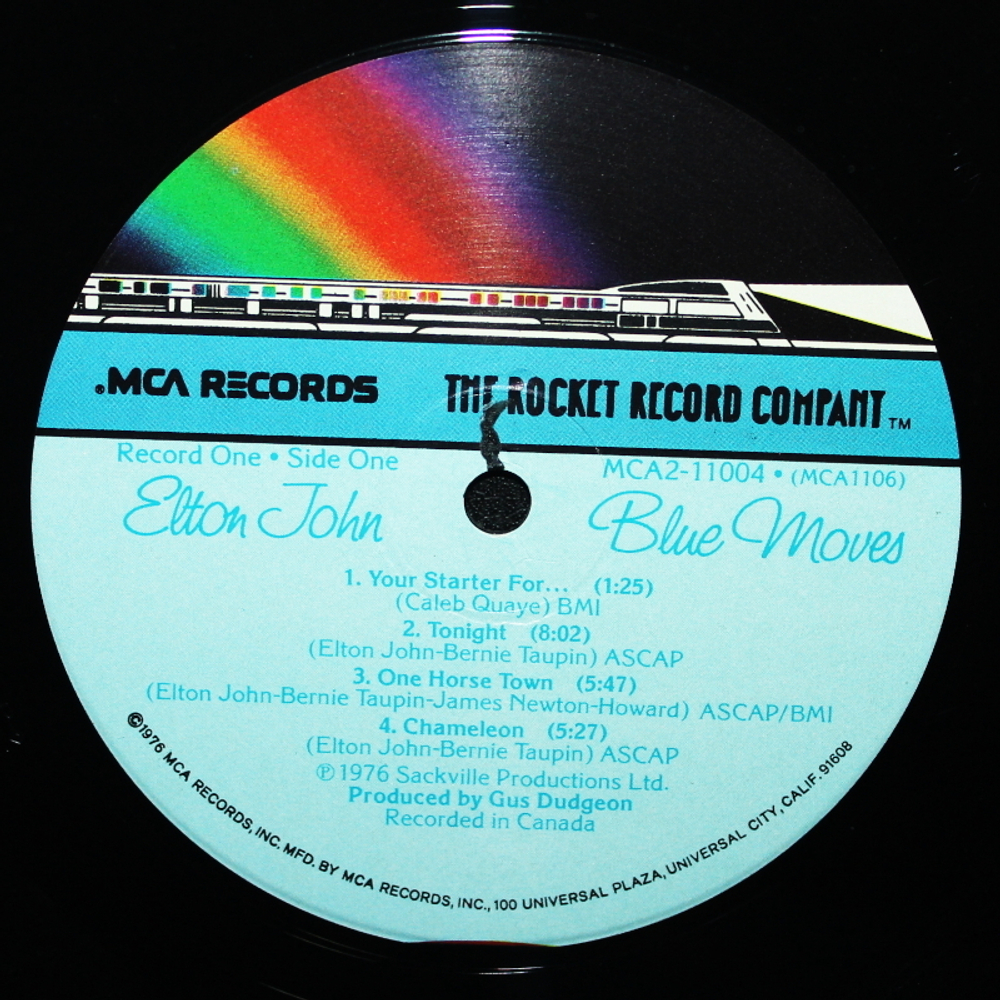 ®MCA RECORDS
THE ROCKET RECORD COMPANY™
Record One • Side One
MCA2-11004 • (MCA1106)
Elton John
Blue Moves
1. Your Starter For... (1:25)
(Caleb Quaye) BMI
2. Tonight (8:02)
(Elton John-Bernie Taupin) ASCAP
3. One Horse Town (5:47)
(Elton John-Bernie Taupin-James Newton-Howard) ASCAP/BMI
4. Chameleon (5:27)
(Elton John-Bernie Taupin) ASCAP
℗ 1976 Sackville Productions Ltd.
Produced by Gus Dudgeon
Recorded in Canada
©1976 MCA RECORDS, INC. MFD. BY MCA RECORDS, INC., 100 UNIVERSAL PLAZA, UNIVERSAL CITY, CALIF. 91608